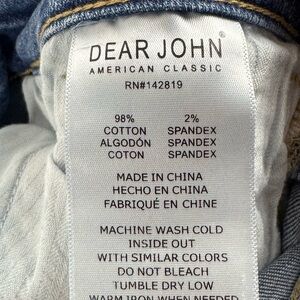 DEAR JOHN
AMERICAN CLASSIC
RN#142819
98% 2%
COTTON SPANDEX
ALGODÓN SPANDEX
COTON SPANDEX
MADE IN CHINA
HECHO EN CHINA
FABRIQUÉ EN CHINE
MACHINE WASH COLD
INSIDE OUT
WITH SIMILAR COLORS
DO NOT BLEACH
TUMBLE DRY LOW
WARM IRON WHEN NEEDED